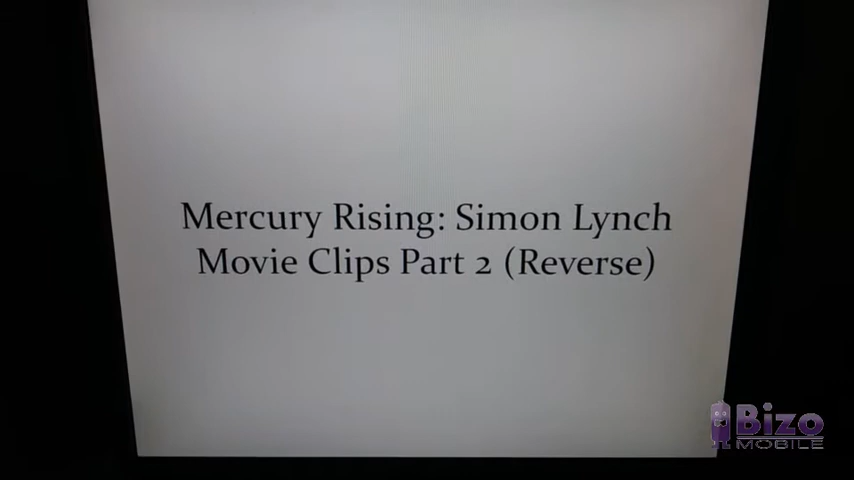 Mercury Rising: Simon Lynch
Movie Clips Part 2 (Reverse)
Bizo
MOBILE